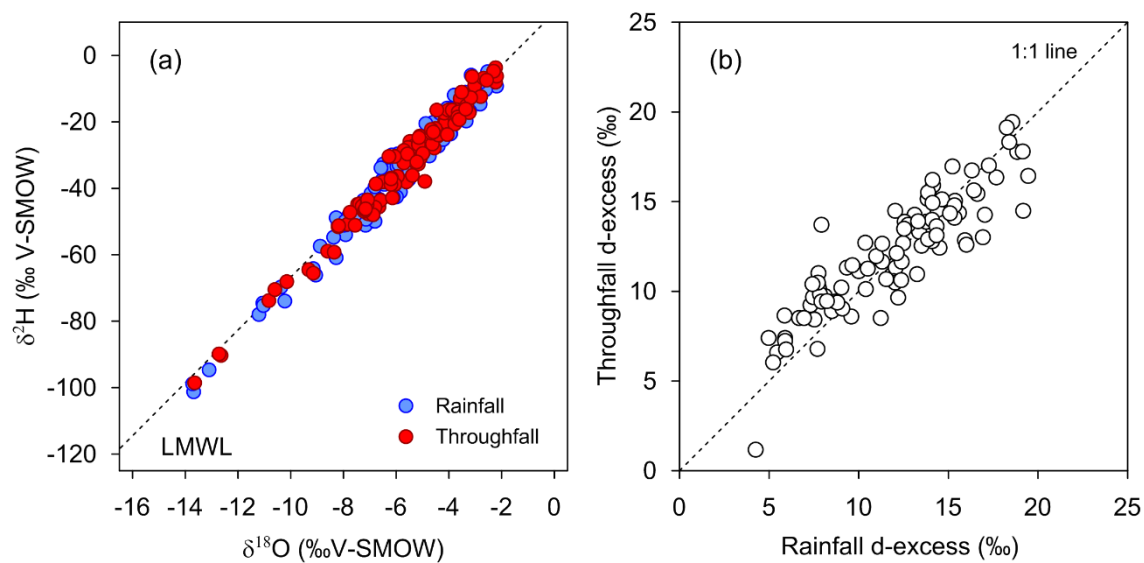 (a)
0
-20
-40
-60
-80
-100
-120
δ²H (‰ V-SMOW)
Rainfall
Throughfall
LMWL
-16 -14 -12 -10 -8 -6 -4 -2 0
δ¹⁸O (‰V-SMOW)
(b)
1:1 line
25
20
15
10
5
0
Throughfall d-excess (‰)
0 5 10 15 20 25
Rainfall d-excess (‰)